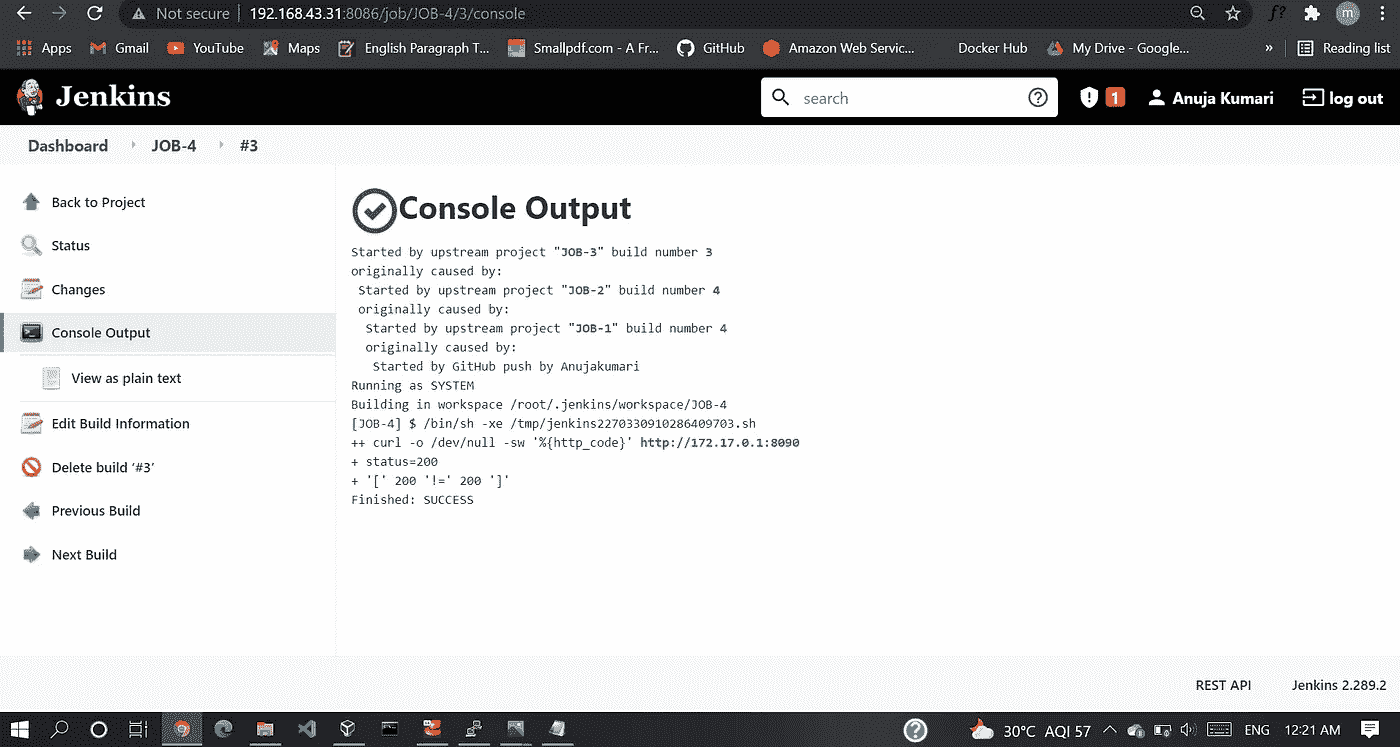 Not secure | 192.168.43.31:8086/job/JOB-4/3/console f? m
Apps Gmail YouTube Maps English Paragraph T... Smallpdf.com - A Fr... GitHub Amazon Web Servic... Docker Hub My Drive - Google... » Reading list
Jenkins search 1 Anuja Kumari log out
Dashboard JOB-4 #3
Back to Project
Status
Changes
Console Output
View as plain text
Edit Build Information
Delete build ‘#3’
Previous Build
Next Build
Console Output
Started by upstream project "JOB-3" build number 3
originally caused by:
Started by upstream project "JOB-2" build number 4
originally caused by:
Started by upstream project "JOB-1" build number 4
originally caused by:
Started by GitHub push by Anujakumari
Running as SYSTEM
Building in workspace /root/.jenkins/workspace/JOB-4
[JOB-4] $ /bin/sh -xe /tmp/jenkins2270330910286409703.sh
++ curl -o /dev/null -sw '%{http_code}' http://172.17.0.1:8090
+ status=200
+ '[' 200 '!=' 200 ']'
Finished: SUCCESS
REST API Jenkins 2.289.2
30°C AQI 57 ENG 12:21 AM